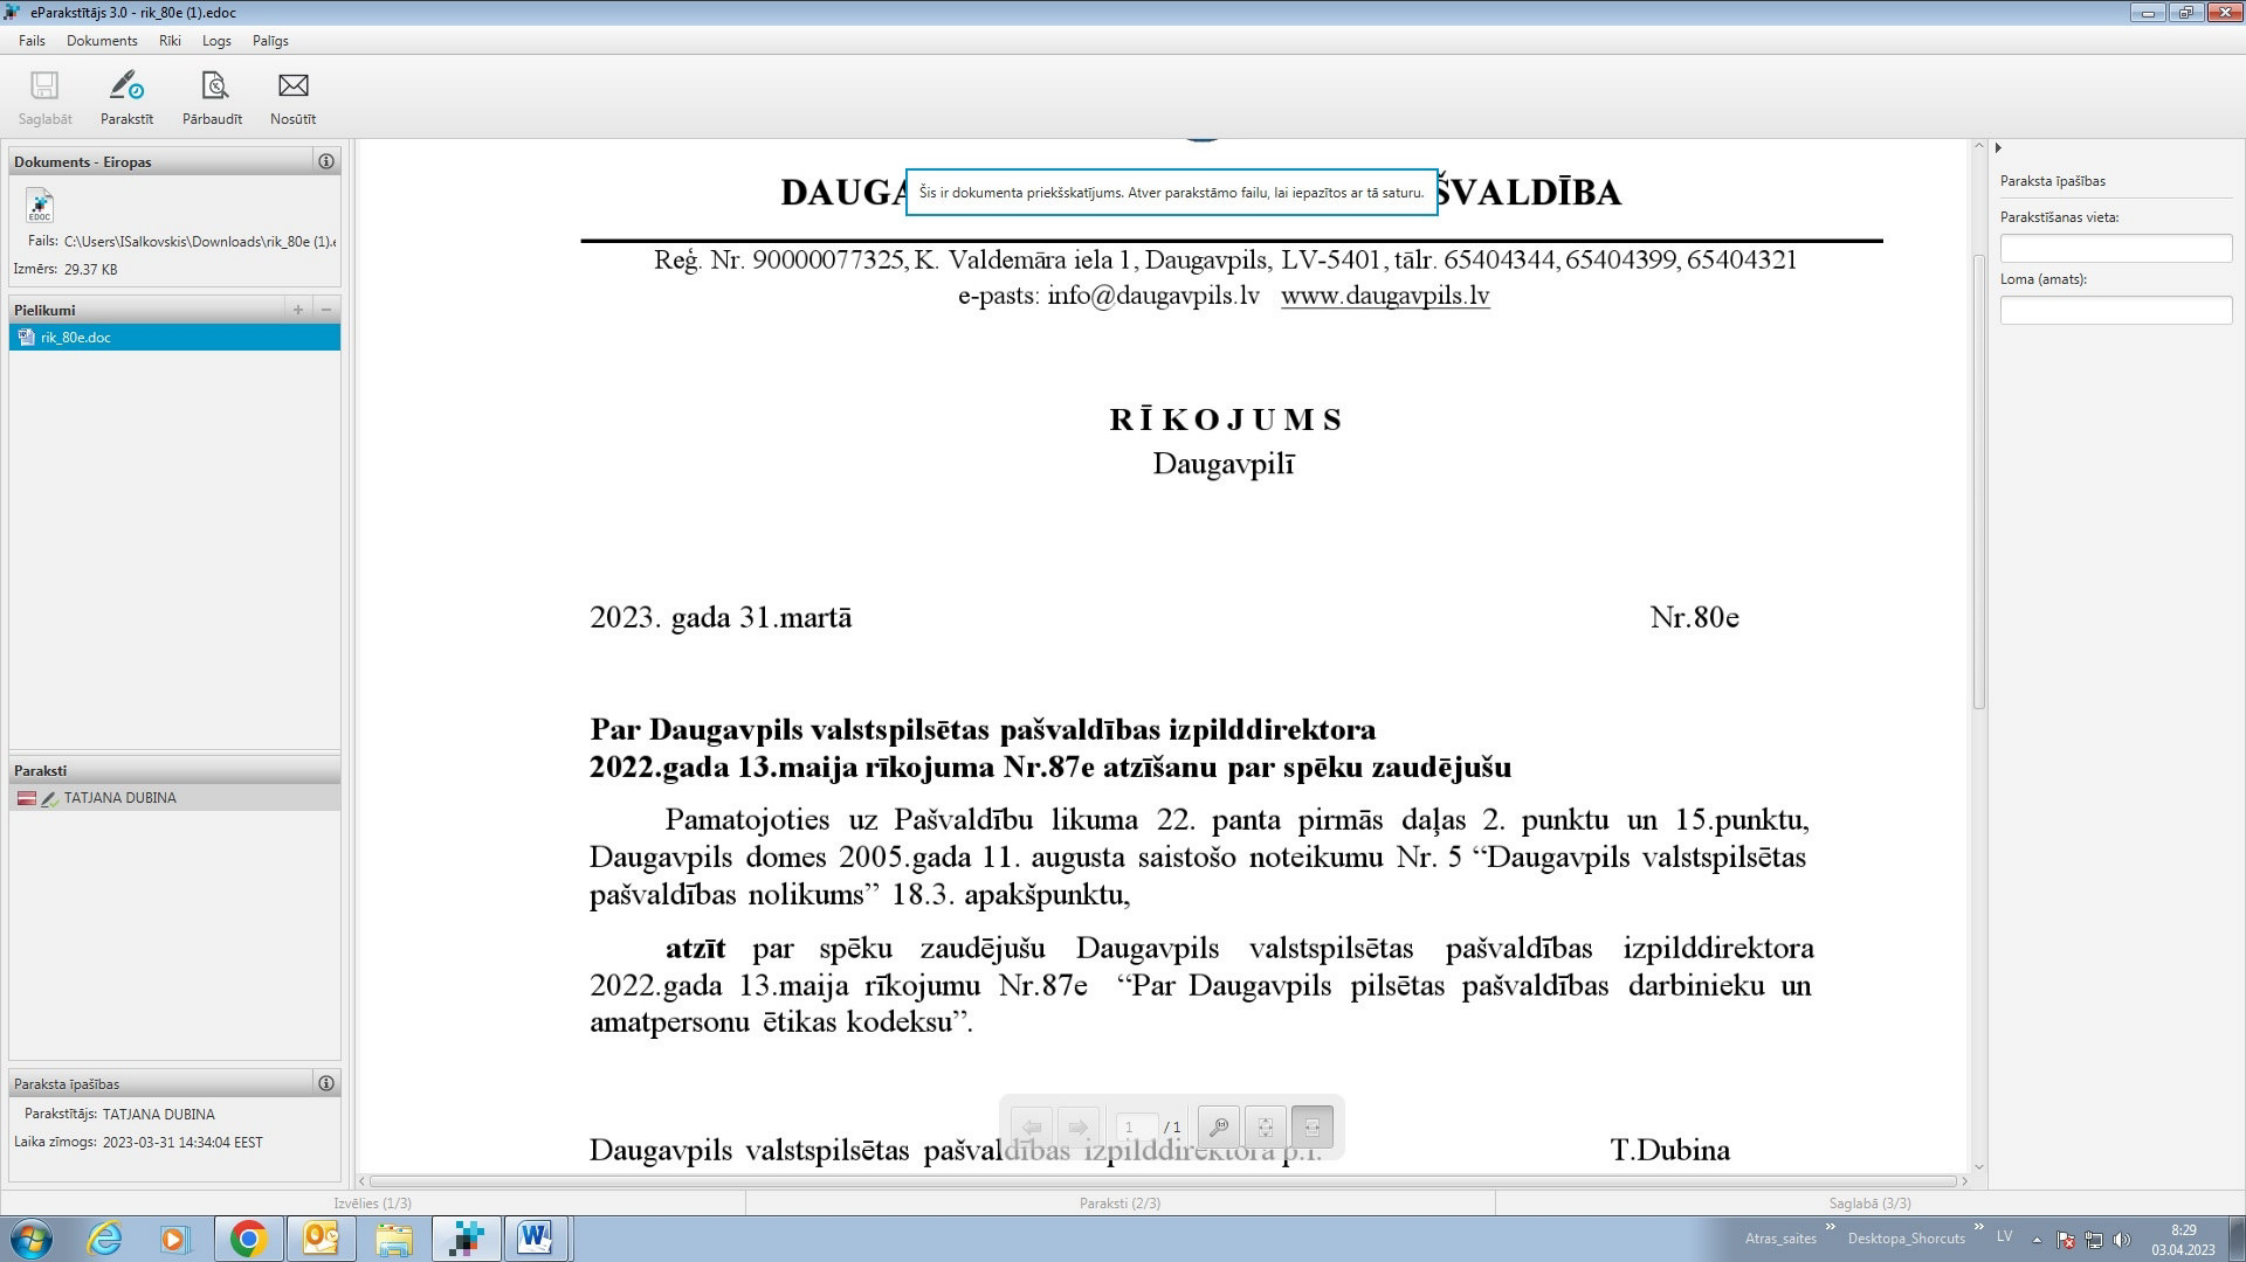 eParakstītājs 3.0 - rik_80e (1).edoc
Fails Dokuments Rīki Logs Palīgs
Saglabāt Parakstīt Pārbaudīt Nosūtīt
Dokuments - Eiropas
EDOC
Fails: C:\Users\ISalkovskis\Downloads\rik_80e (1).e
Izmērs: 29.37 KB
Pielikumi
rik_80e.doc
Paraksti
TATJANA DUBINA
Paraksta īpašības
Parakstītājs: TATJANA DUBINA
Laika zīmogs: 2023-03-31 14:34:04 EEST
Šis ir dokumenta priekšskatījums. Atver parakstāmo failu, lai iepazītos ar tā saturu.
Reģ. Nr. 90000077325, K. Valdemāra iela 1, Daugavpils, LV-5401, tālr. 65404344, 65404399, 65404321
e-pasts: info@daugavpils.lv www.daugavpils.lv
RĪKOJUMS
Daugavpilī
2023. gada 31.martā Nr.80e
Par Daugavpils valstspilsētas pašvaldības izpilddirektora
2022.gada 13.maija rīkojuma Nr.87e atzīšanu par spēku zaudējušu
Pamatojoties uz Pašvaldību likuma 22. panta pirmās daļas 2. punktu un 15.punktu,
Daugavpils domes 2005.gada 11. augusta saistošo noteikumu Nr. 5 “Daugavpils valstspilsētas
pašvaldības nolikums” 18.3. apakšpunktu,
atzīt par spēku zaudējušu Daugavpils valstspilsētas pašvaldības izpilddirektora
2022.gada 13.maija rīkojumu Nr.87e “Par Daugavpils pilsētas pašvaldības darbinieku un
amatpersonu ētikas kodeksu”.
1 /1
Daugavpils valstspilsētas pašvaldības izpilddirektora p.i. T.Dubina
Paraksta īpašības
Parakstīšanas vieta:
Loma (amats):
Izvēlies (1/3) Paraksti (2/3) Saglabā (3/3)
Atras_saites Desktopa_Shorcuts LV 8:29
03.04.2023